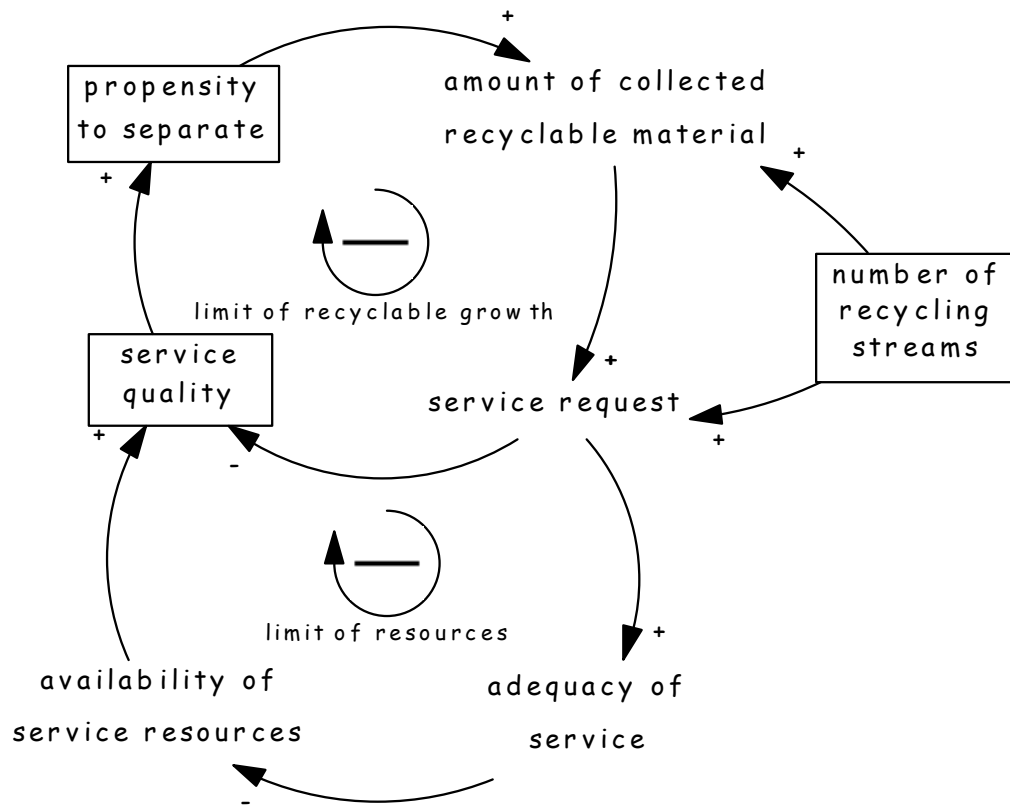 +
propensity
to separate
amount of collected
recyclable material
+
+
number of
recycling
streams
limit of recyclable growth
service
quality
+
service request
+
+
-
limit of resources
+
availability of
service resources
adequacy of
service
-